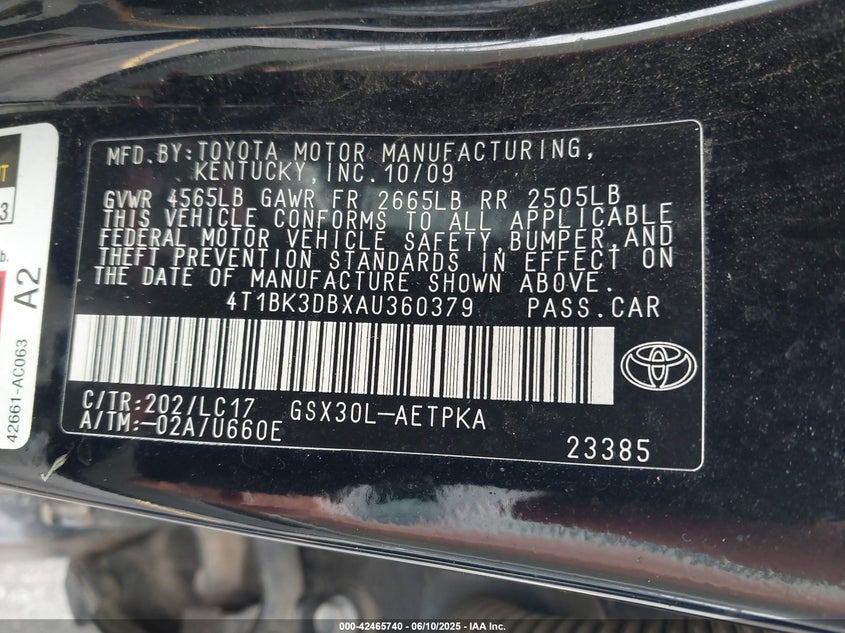 MFD.BY:TOYOTA MOTOR MANUFACTURING,
KENTUCKY, INC. 10/09
GVWR 4565LB GAWR FR 2665LB RR 2505LB
THIS VEHICLE CONFORMS TO ALL APPLICABLE
FEDERAL MOTOR VEHICLE SAFETY, BUMPER, AND
THEFT PREVENTION STANDARDS IN EFFECT ON
THE DATE OF MANUFACTURE SHOWN ABOVE.
4T1BK3DBXAU360379 PASS.CAR
C/TR:202/LC17 GSX30L-AETPKA
A/TM:-02A/U660E
23385
A2
42661-AC063
000-42465740 - 06/10/2025 - IAA Inc.